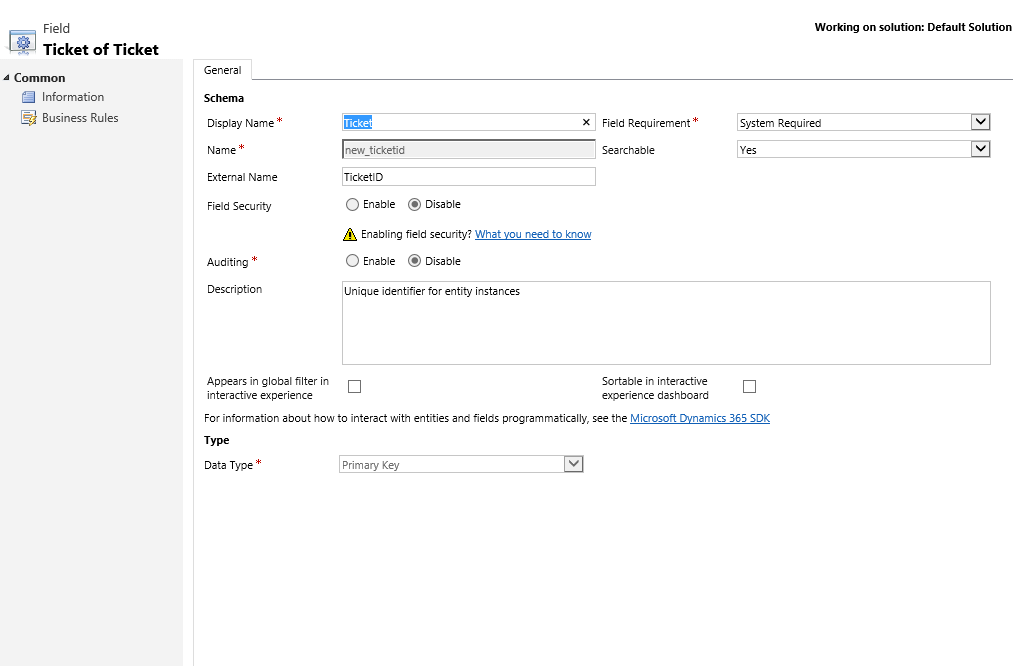 Field
Ticket of Ticket
Working on solution: Default Solution
Common
Information
Business Rules
General
Schema
Display Name * Ticket Field Requirement * System Required
Name * new_ticketid Searchable Yes
External Name TicketID
Field Security Enable Disable
Enabling field security? What you need to know
Auditing * Enable Disable
Description Unique identifier for entity instances
Appears in global filter in
interactive experience
Sortable in interactive
experience dashboard
For information about how to interact with entities and fields programmatically, see the Microsoft Dynamics 365 SDK
Type
Data Type * Primary Key